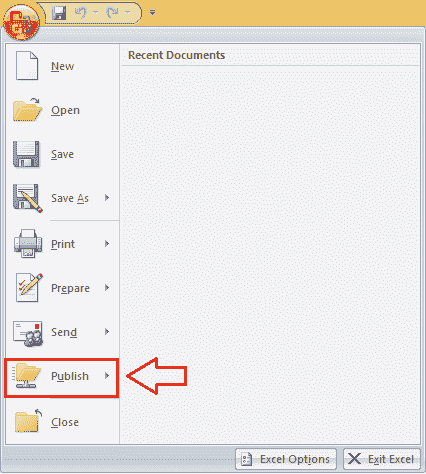 Recent Documents
New
Open
Save
Save As
Print
Prepare
Send
Publish
Close
Excel Options
Exit Excel